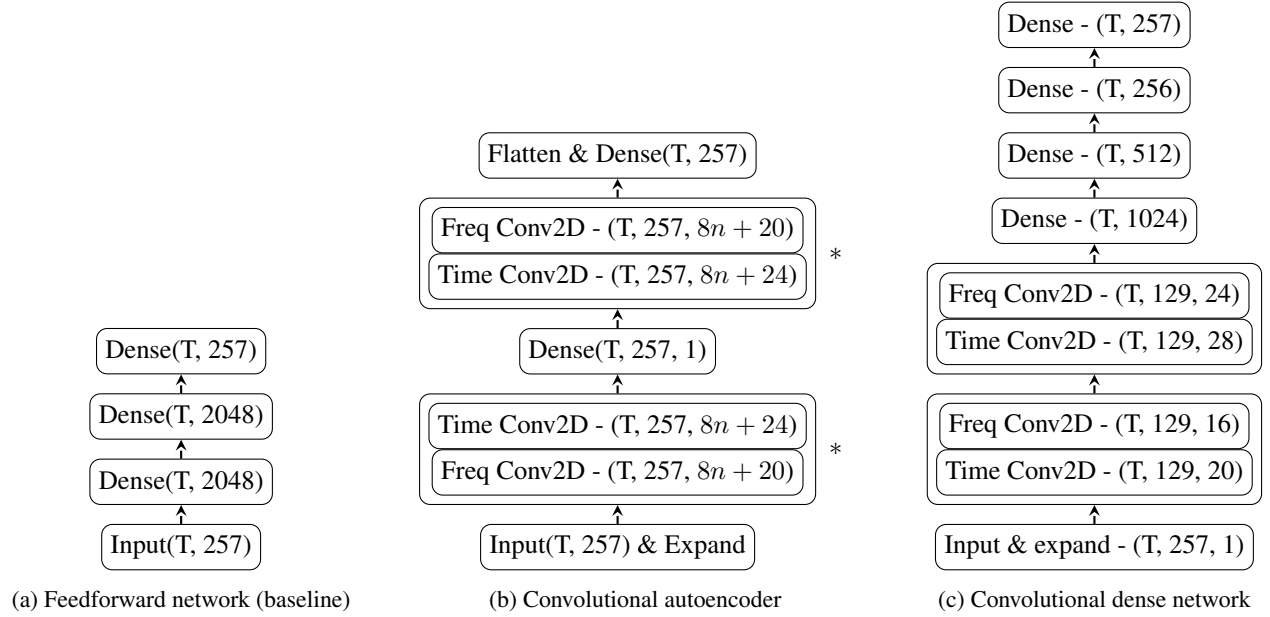 Dense(T, 257)
Dense(T, 2048)
Dense(T, 2048)
Input(T, 257)
(a) Feedforward network (baseline)
Flatten & Dense(T, 257)
Freq Conv2D - (T, 257, 8n + 20)
Time Conv2D - (T, 257, 8n + 24)
*
Dense(T, 257, 1)
Time Conv2D - (T, 257, 8n + 24)
Freq Conv2D - (T, 257, 8n + 20)
*
Input(T, 257) & Expand
(b) Convolutional autoencoder
Dense - (T, 257)
Dense - (T, 256)
Dense - (T, 512)
Dense - (T, 1024)
Freq Conv2D - (T, 129, 24)
Time Conv2D - (T, 129, 28)
Freq Conv2D - (T, 129, 16)
Time Conv2D - (T, 129, 20)
Input & expand - (T, 257, 1)
(c) Convolutional dense network